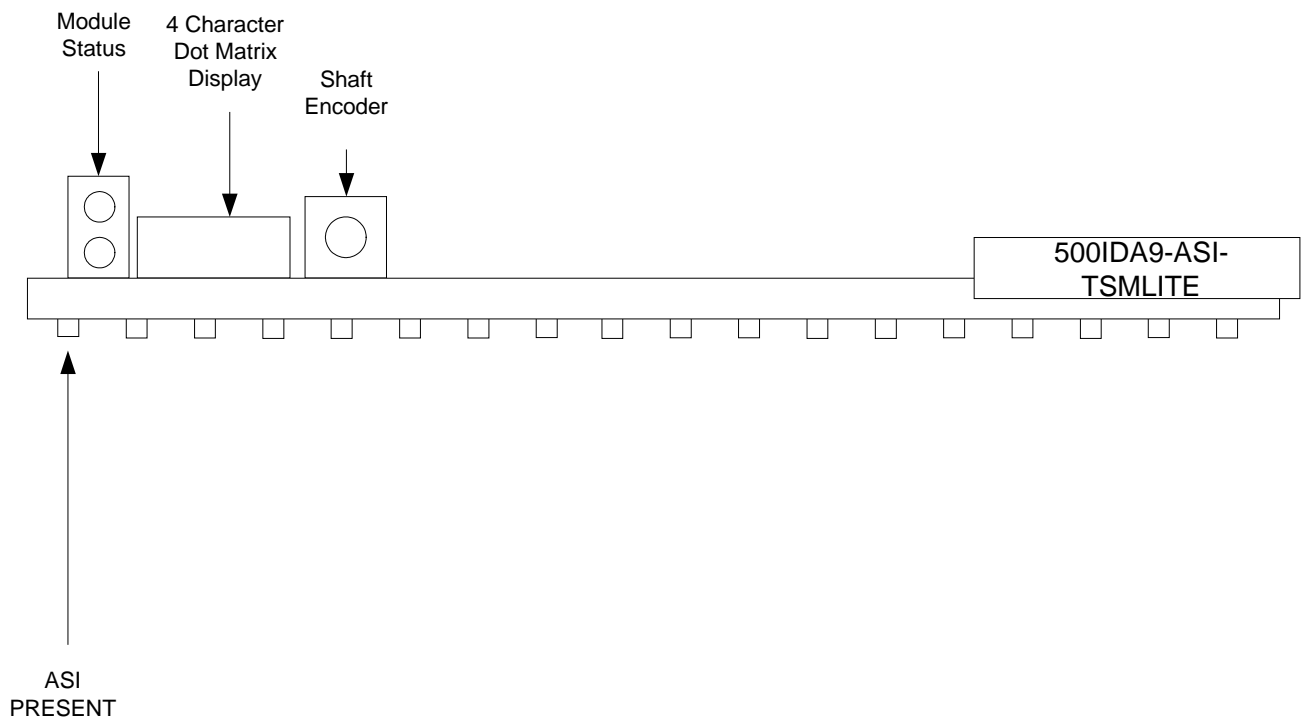 Module
Status
4 Character
Dot Matrix
Display
Shaft
Encoder
500IDA9-ASI-
TSMLITE
ASI
PRESENT